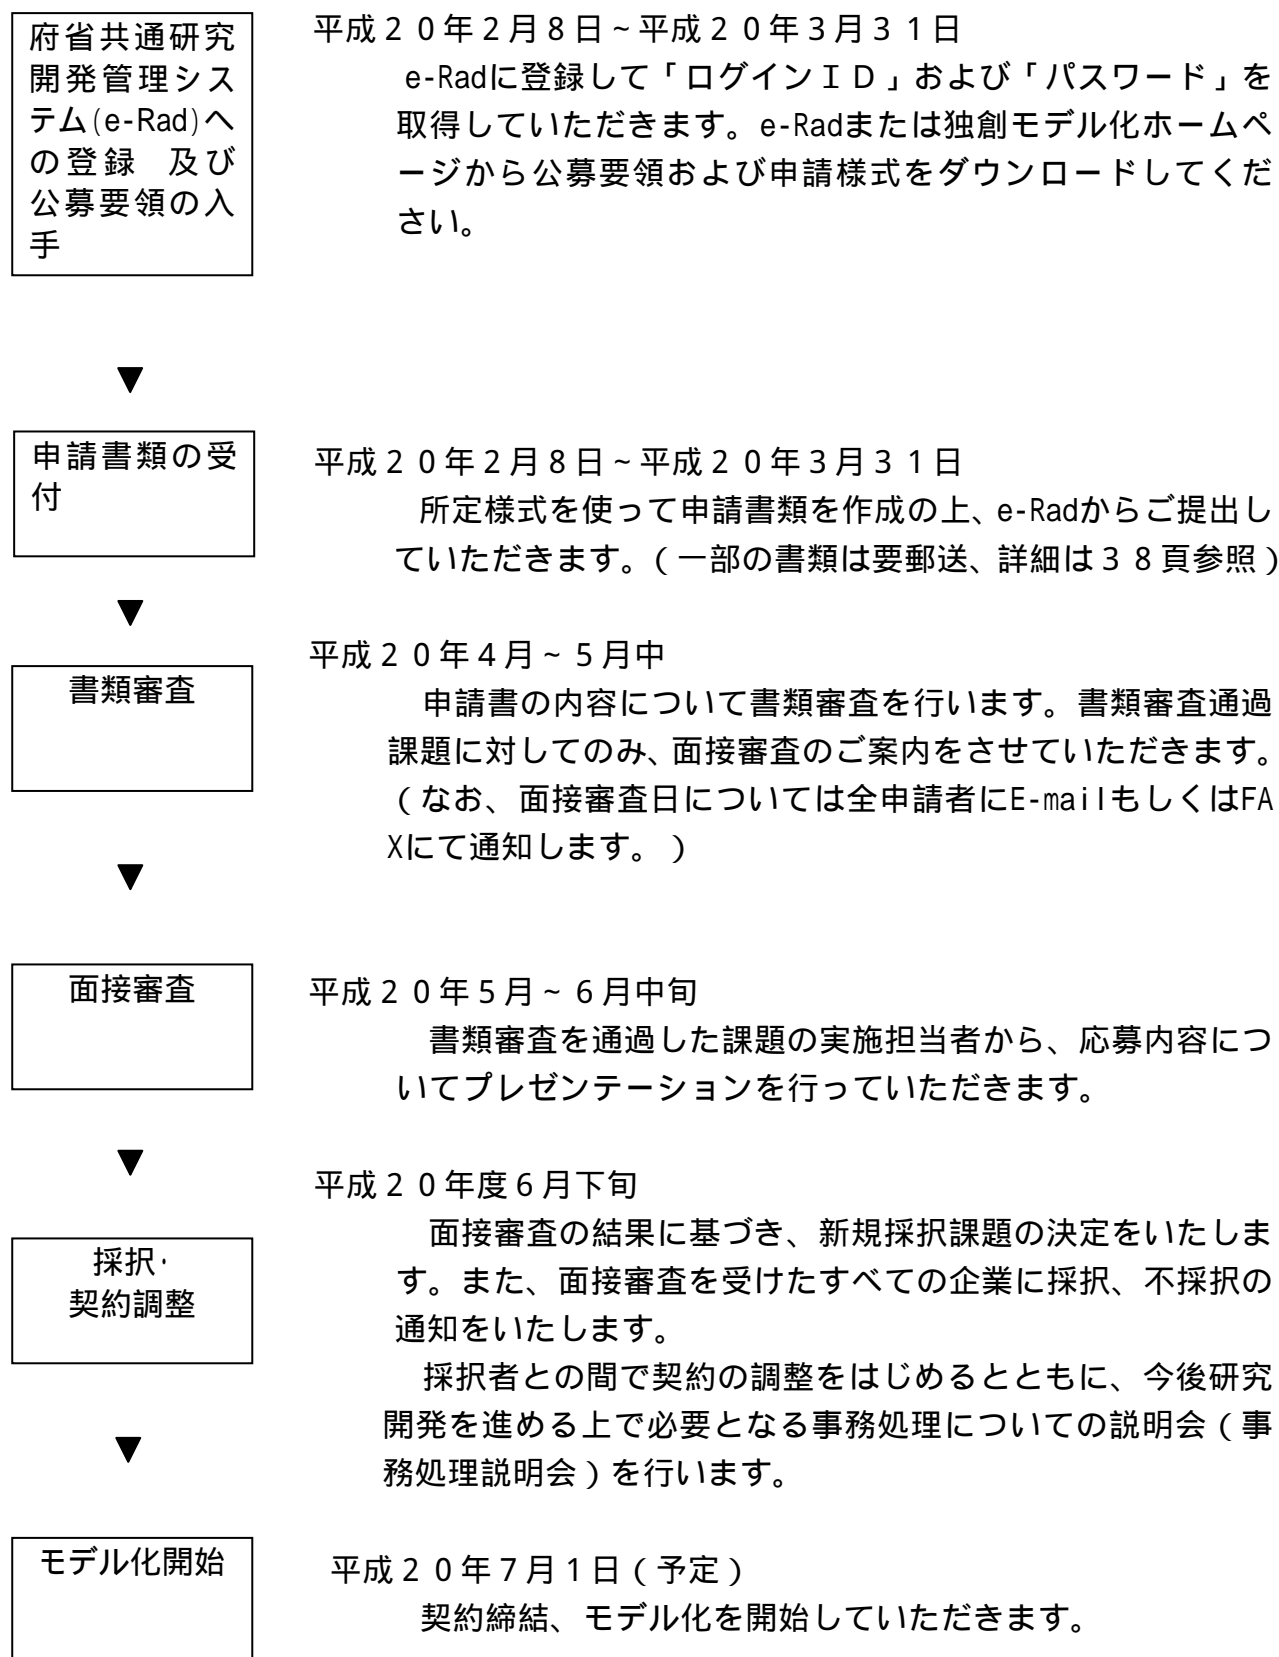 府省共通研究
開発管理シス
テム(e-Rad)へ
の登録　及び
公募要領の入
手
平成２０年２月８日～平成２０年３月３１日
e-Radに登録して「ログインＩＤ」および「パスワード」を
取得していただきます。e-Radまたは独創モデル化ホームペ
ージから公募要領および申請様式をダウンロードしてくだ
さい。
▼
申請書類の受
付
平成２０年２月８日～平成２０年３月３１日
所定様式を使って申請書類を作成の上、e-Radからご提出し
ていただきます。（一部の書類は要郵送、詳細は３８頁参照）
▼
書類審査
平成２０年４月～５月中
申請書の内容について書類審査を行います。書類審査通過
課題に対してのみ、面接審査のご案内をさせていただきます。
（なお、面接審査日については全申請者にE-mailもしくはFA
Xにて通知します。）
▼
面接審査
平成２０年５月～６月中旬
書類審査を通過した課題の実施担当者から、応募内容につ
いてプレゼンテーションを行っていただきます。
▼
採択・
契約調整
平成２０年度６月下旬
面接審査の結果に基づき、新規採択課題の決定をいたしま
す。また、面接審査を受けたすべての企業に採択、不採択の
通知をいたします。
採択者との間で契約の調整をはじめるとともに、今後研究
開発を進める上で必要となる事務処理についての説明会（事
務処理説明会）を行います。
▼
モデル化開始
平成２０年７月１日（予定）
契約締結、モデル化を開始していただきます。